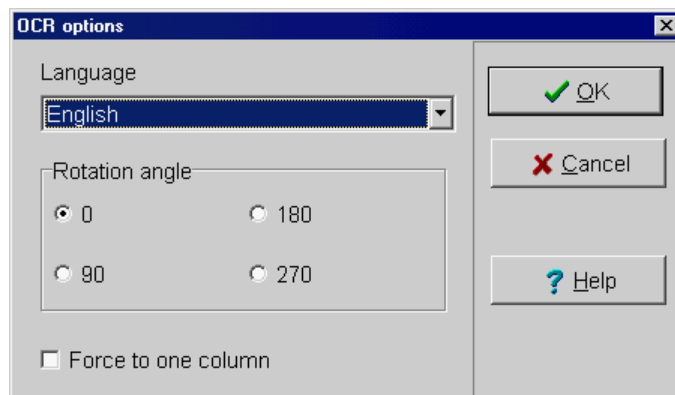 OCR options
Language
English
Rotation angle
0
180
90
270
Force to one column
OK
Cancel
Help